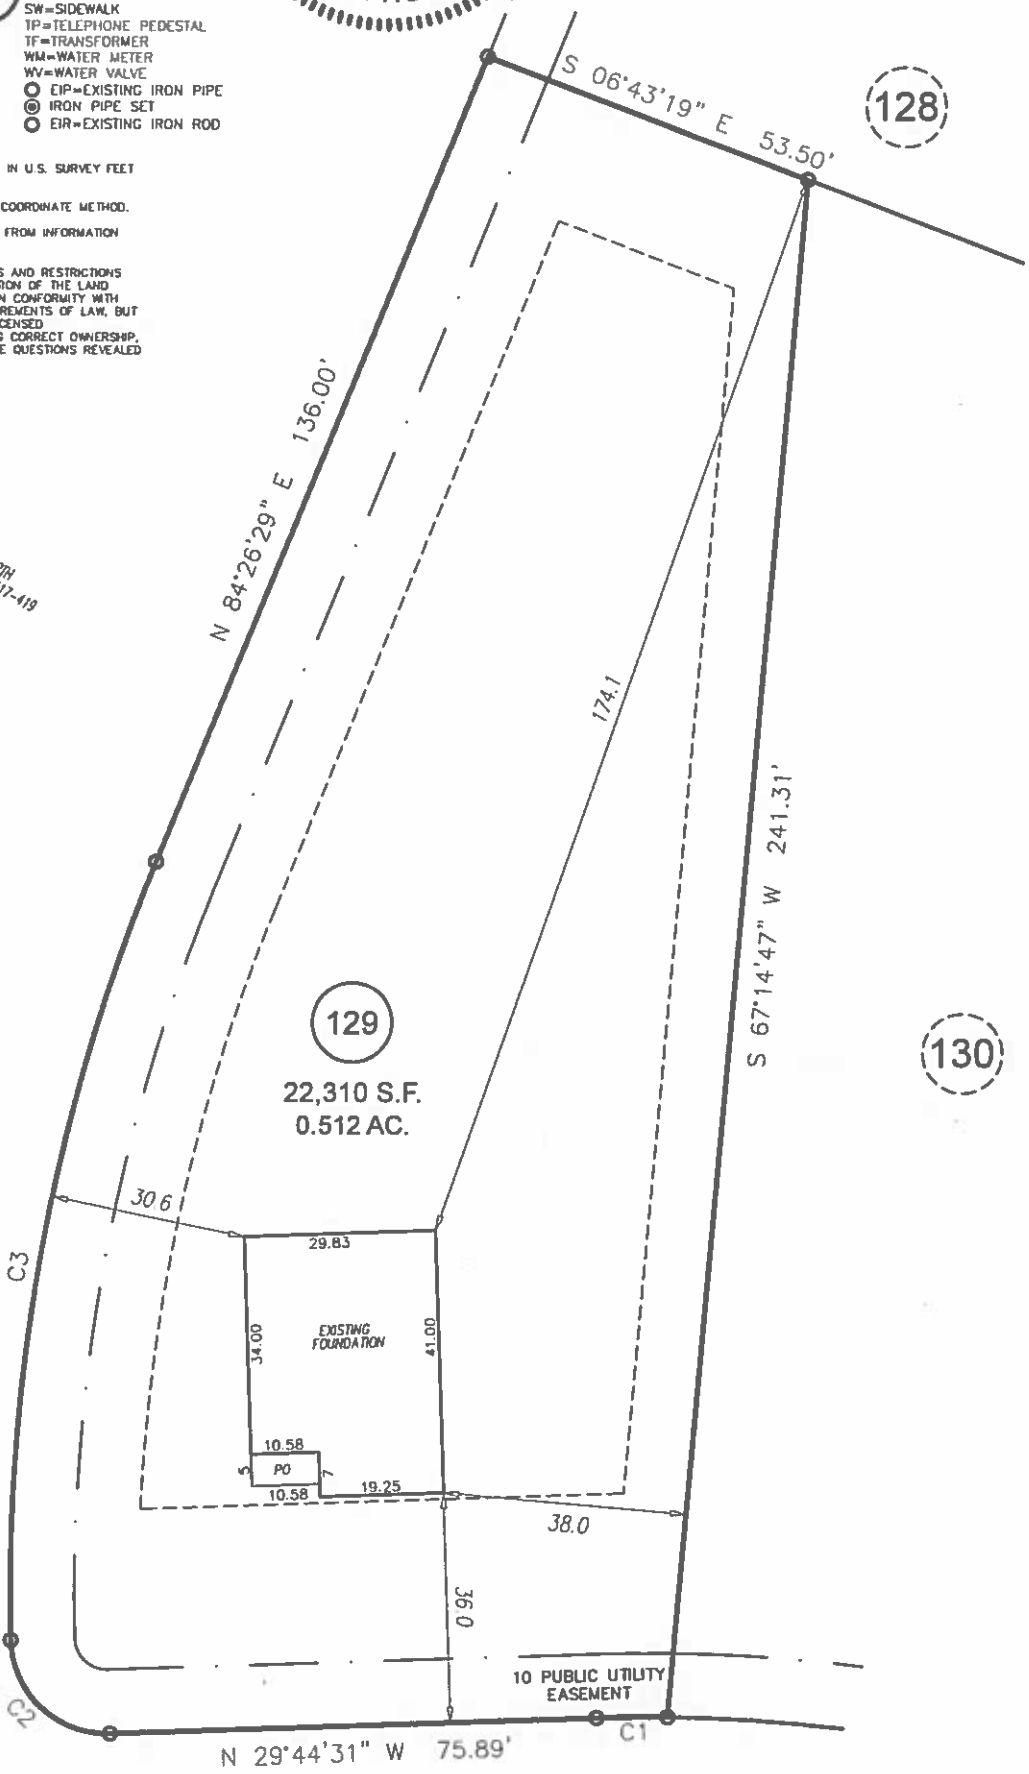 SW=SIDEWALK
TP=TELEPHONE PEDESTAL
TF=TRANSFORMER
WM=WATER METER
WV=WATER VALVE
EIP=EXISTING IRON PIPE
IRON PIPE SET
EIR=EXISTING IRON ROD
IN U.S. SURVEY FEET
COORDINATE METHOD.
FROM INFORMATION
AND RESTRICTIONS
OF THE LAND
CONFORMITY WITH
OF LAW, BUT
CORRECT OWNERSHIP,
QUESTIONS REVEALED
17-419
S 06°43'19" E 53.50'
128
N 84°26'29" E 136.00'
174.1
S 67°14'47" W 241.31'
129
22,310 S.F.
0.512 AC.
130
30.6
C3
29.83
34.00
EXISTING
FOUNDATION
41.00
10.58
5
PO
7
10.58
19.25
38.0
36.0
10 PUBLIC UTILITY
EASEMENT
C2
C1
N 29°44'31" W 75.89'